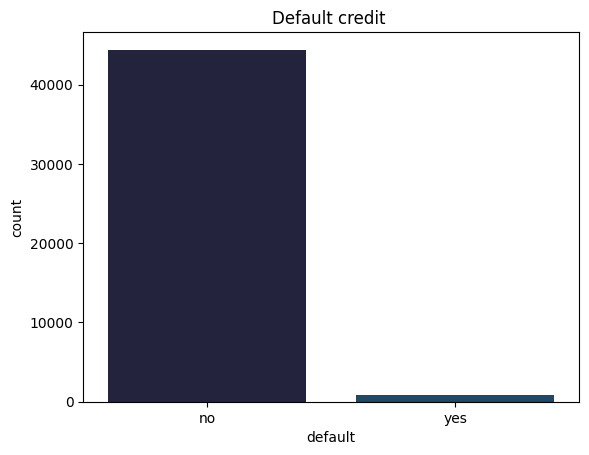 Default credit
count
40000
30000
20000
10000
0
no yes
default